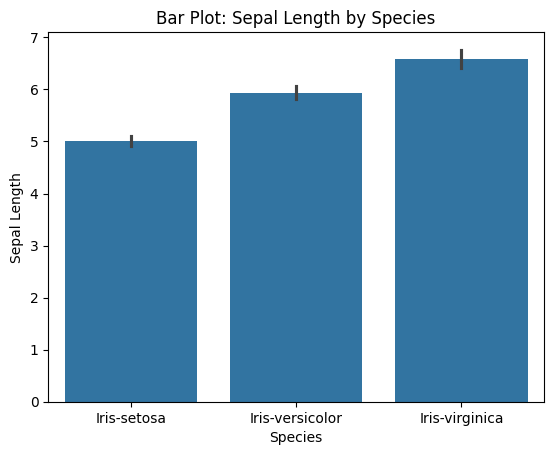 Bar Plot: Sepal Length by Species
7
6
5
4
3
2
1
0
Sepal Length
Iris-setosa Iris-versicolor Iris-virginica
Species